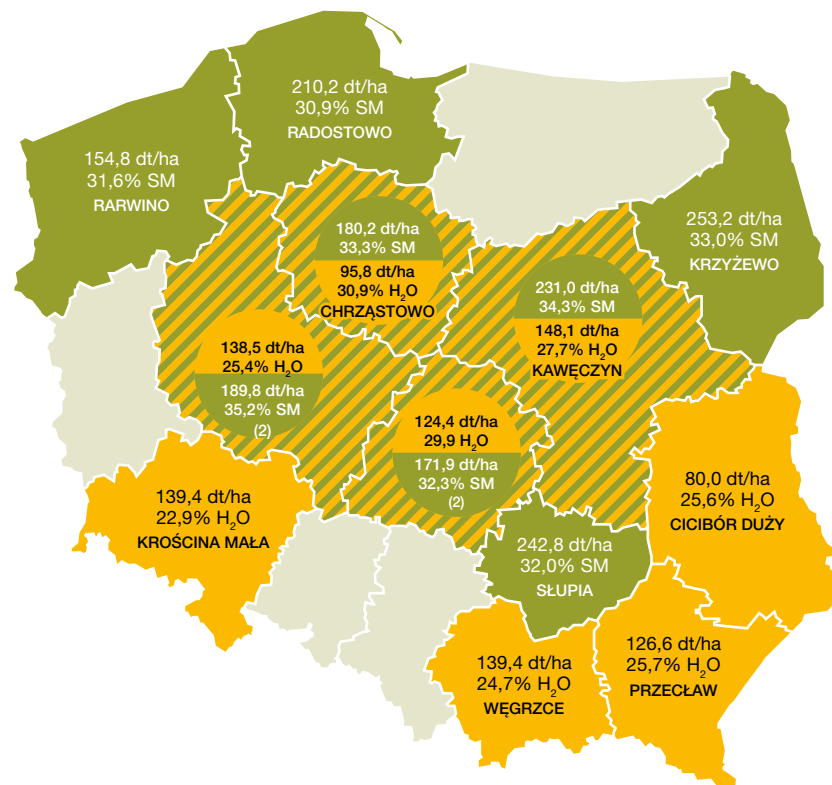 210,2 dt/ha
30,9% SM
RADOSTOWO
154,8 dt/ha
31,6% SM
RARWINO
253,2 dt/ha
33,0% SM
KRZYŻEWO
180,2 dt/ha
33,3% SM
95,8 dt/ha
30,9% H₂O
CHRZĄSTOWO
231,0 dt/ha
34,3% SM
148,1 dt/ha
27,7% H₂O
KAWĘCZYN
138,5 dt/ha
25,4% H₂O
189,8 dt/ha
35,2% SM
(2)
124,4 dt/ha
29,9 H₂O
171,9 dt/ha
32,3% SM
(2)
80,0 dt/ha
25,6% H₂O
CICIBÓR DUŻY
139,4 dt/ha
22,9% H₂O
KROŚCINA MAŁA
242,8 dt/ha
32,0% SM
SŁUPIA
126,6 dt/ha
25,7% H₂O
PRZECŁAW
139,4 dt/ha
24,7% H₂O
WĘGRZCE